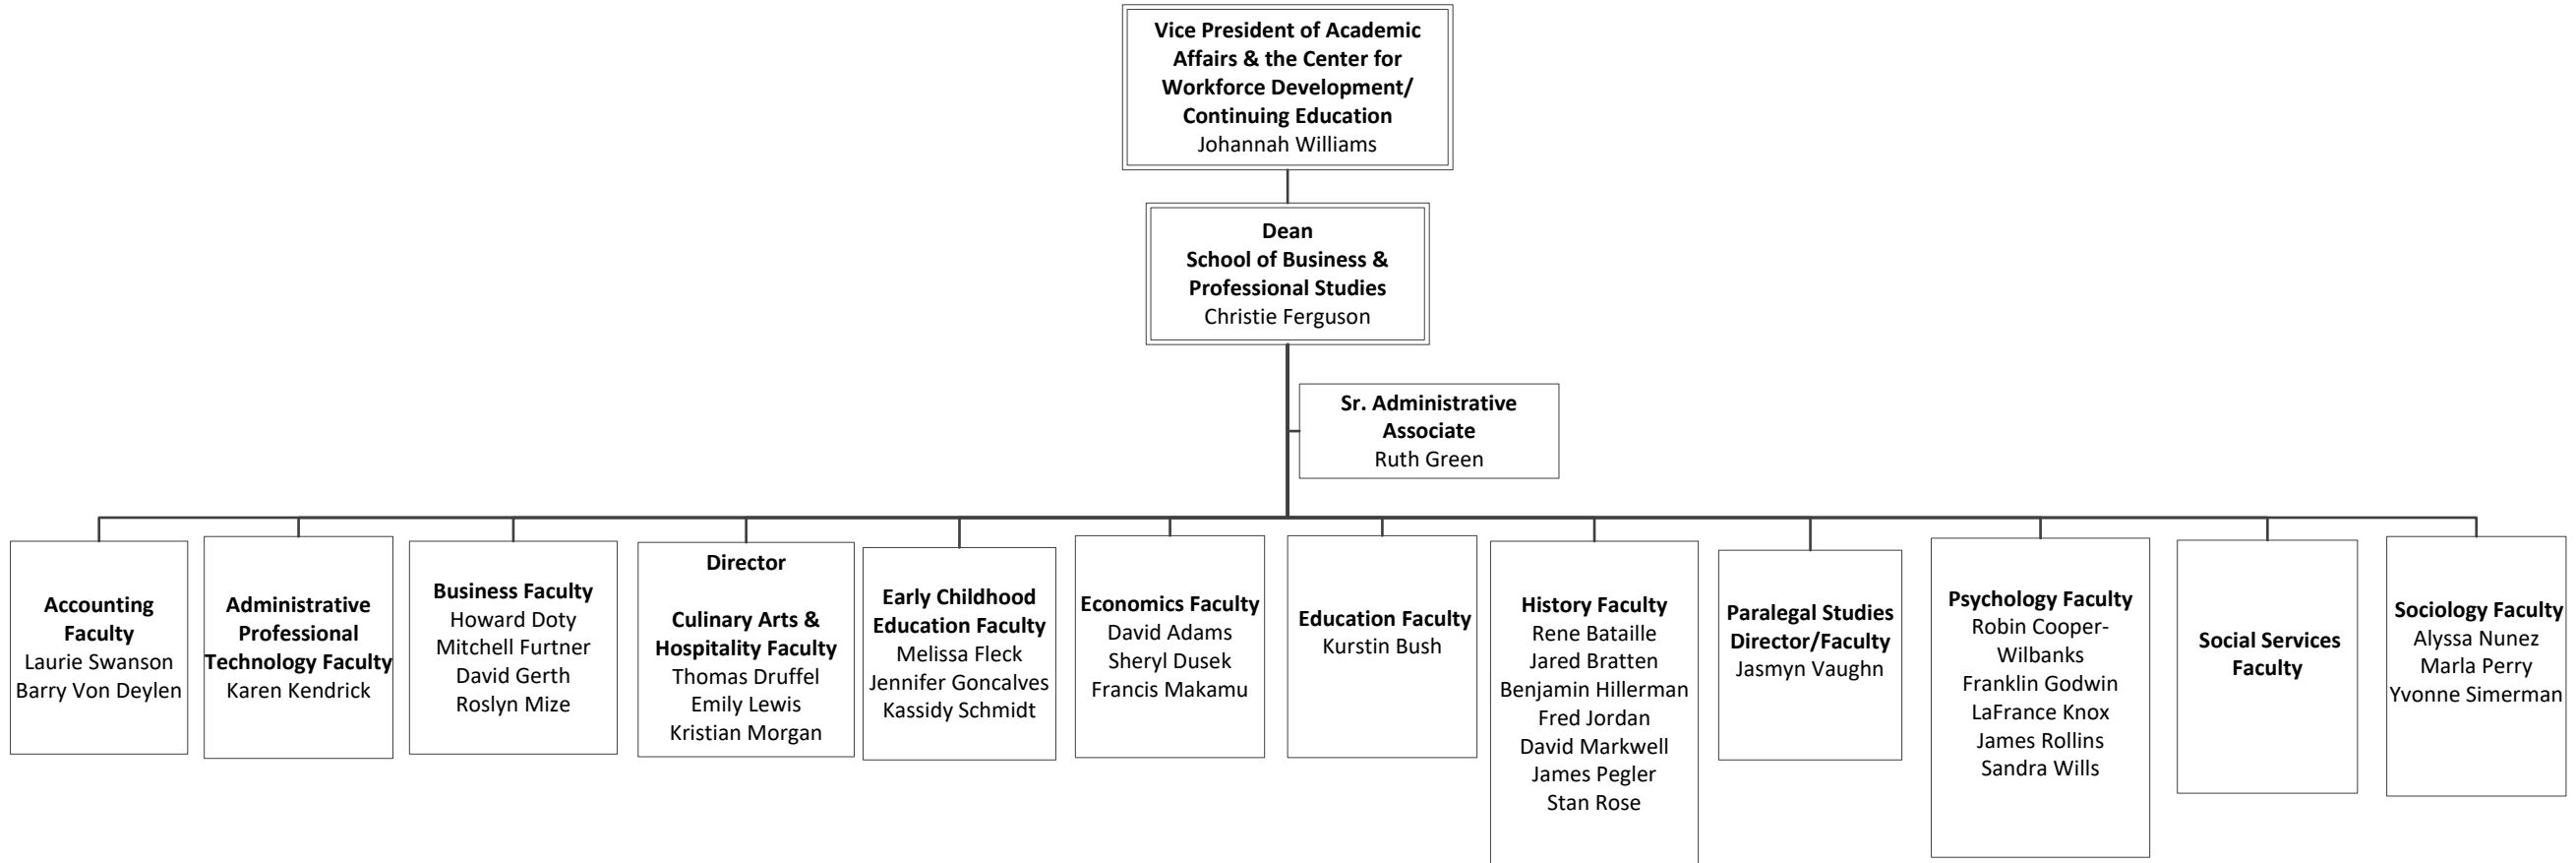 Vice President of Academic
Affairs & the Center for
Workforce Development/
Continuing Education
Johannah Williams
Dean
School of Business &
Professional Studies
Christie Ferguson
Sr. Administrative
Associate
Ruth Green
Accounting
Faculty
Laurie Swanson
Barry Von Deylen
Administrative
Professional
Technology Faculty
Karen Kendrick
Business Faculty
Howard Doty
Mitchell Furtner
David Gerth
Roslyn Mize
Director
Culinary Arts &
Hospitality Faculty
Thomas Druffel
Emily Lewis
Kristian Morgan
Early Childhood
Education Faculty
Melissa Fleck
Jennifer Goncalves
Kassidy Schmidt
Economics Faculty
David Adams
Sheryl Dusek
Francis Makamu
Education Faculty
Kurstin Bush
History Faculty
Rene Bataille
Jared Bratten
Benjamin Hillerman
Fred Jordan
David Markwell
James Pegler
Stan Rose
Paralegal Studies
Director/Faculty
Jasmyn Vaughn
Psychology Faculty
Robin Cooper-
Wilbanks
Franklin Godwin
LaFrance Knox
James Rollins
Sandra Wills
Social Services
Faculty
Sociology Faculty
Alyssa Nunez
Marla Perry
Yvonne Simerman